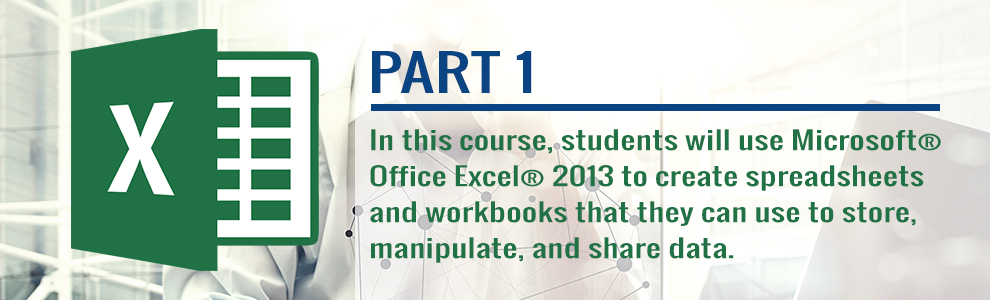 X
PART 1
In this course, students will use Microsoft®
Office Excel® 2013 to create spreadsheets
and workbooks that they can use to store,
manipulate, and share data.